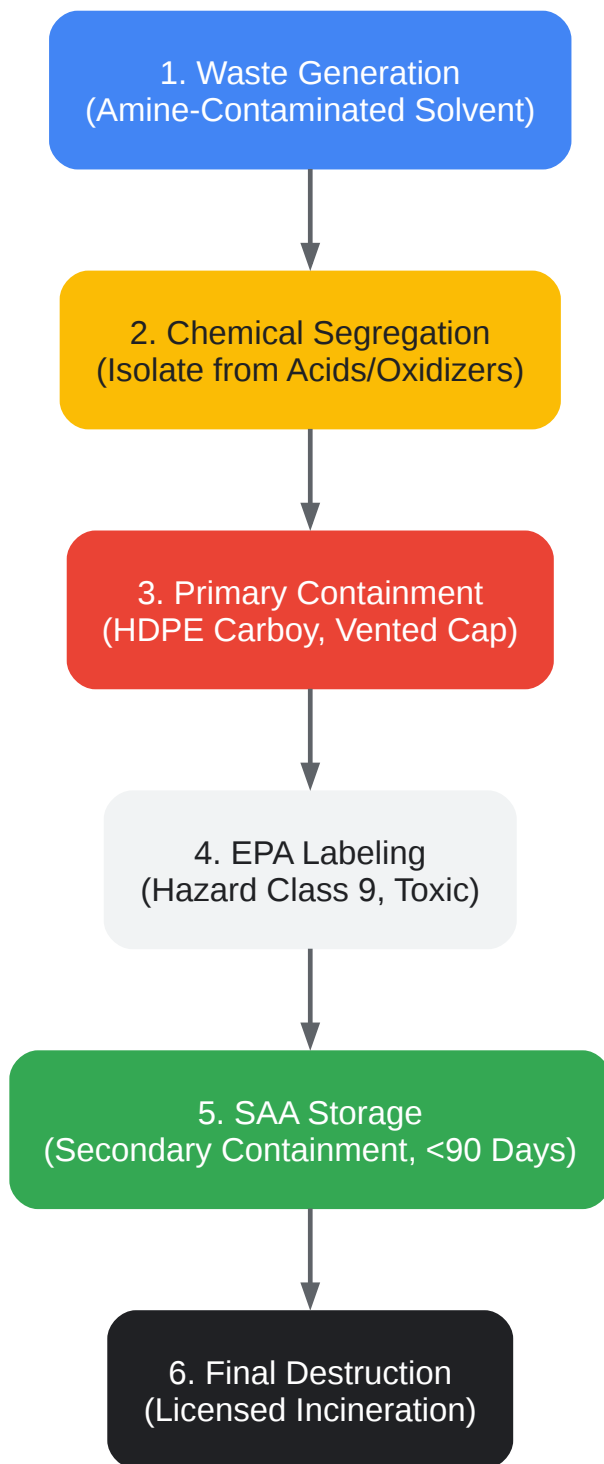 1. Waste Generation
(Amine-Contaminated Solvent)
2. Chemical Segregation
(Isolate from Acids/Oxidizers)
3. Primary Containment
(HDPE Carboy, Vented Cap)
4. EPA Labeling
(Hazard Class 9, Toxic)
5. SAA Storage
(Secondary Containment, <90 Days)
6. Final Destruction
(Licensed Incineration)